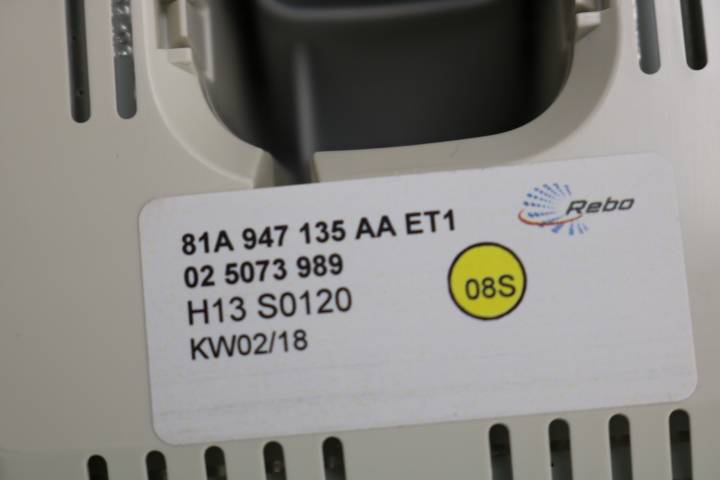 Rebo
81A 947 135 AA ET1
02 5073 989
08S
H13 S0120
KW02/18